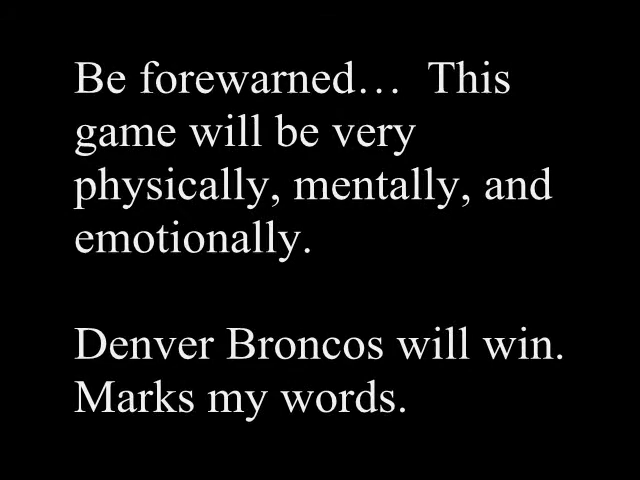 Be forewarned…  This
game will be very
physically, mentally, and
emotionally.
Denver Broncos will win.
Marks my words.